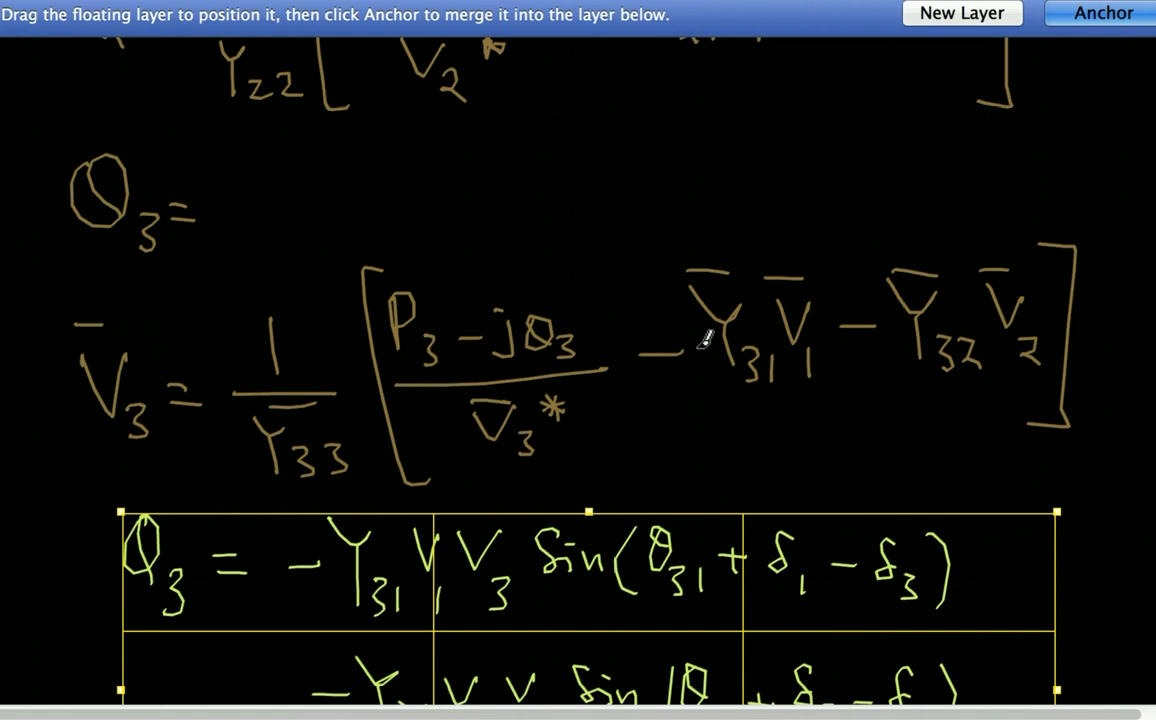 Drag the floating layer to position it, then click Anchor to merge it into the layer below.
New Layer
Anchor
Y22 [ V2*
Q3 =
V̄3 = 1/Ȳ33 [ (P3 - jQ3)/V̄3* - Ȳ31 V̄1 - Ȳ32 V̄2 ]
Q3 = - Y31 V1 V3 Sin(θ31 + δ1 - δ3)
- Y V V Sin(θ + δ - δ )